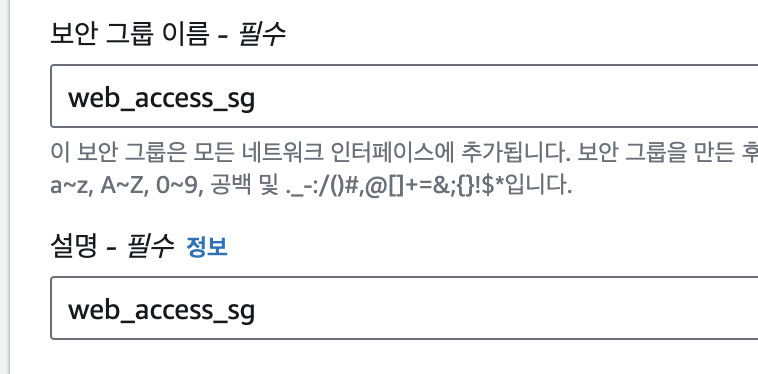 보안 그룹 이름 - 필수
web_access_sg
이 보안 그룹은 모든 네트워크 인터페이스에 추가됩니다. 보안 그룹을 만든 후
a~z, A~Z, 0~9, 공백 및 ._-:/()#,@[]+=&;{}!$*입니다.
설명 - 필수 정보
web_access_sg